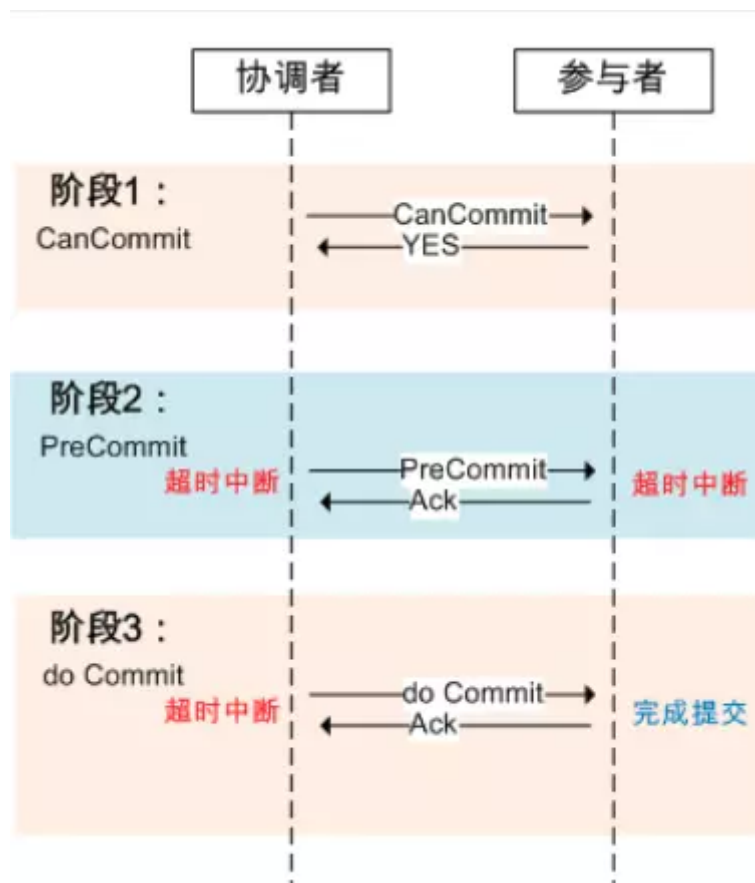 协调者
参与者
阶段1：
CanCommit
CanCommit
YES
阶段2：
PreCommit
超时中断
PreCommit
Ack
超时中断
阶段3：
do Commit
超时中断
do Commit
Ack
完成提交